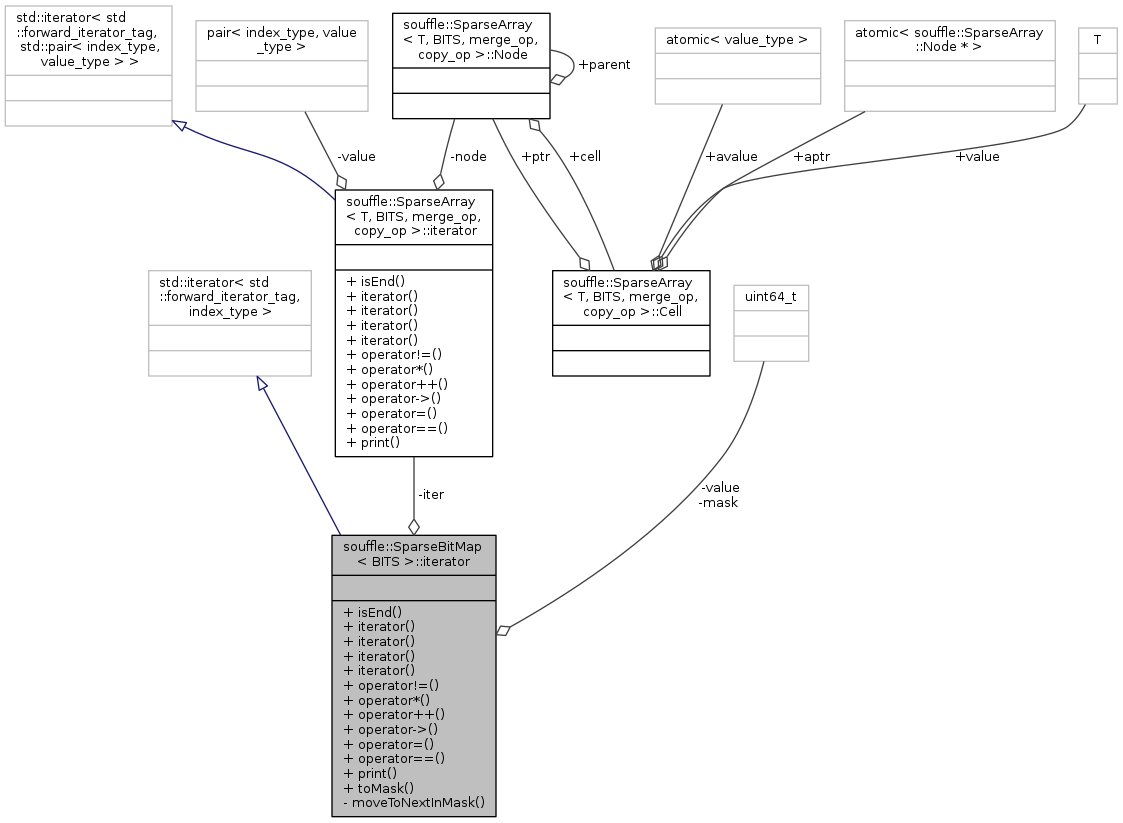 std::iterator< std
::forward_iterator_tag,
std::pair< index_type,
value_type > >
pair< index_type, value
_type >
souffle::SparseArray
< T, BITS, merge_op,
copy_op >::Node
+parent
atomic< value_type >
atomic< souffle::SparseArray
::Node * >
T
-value
-node
+ptr
+cell
+avalue
+aptr
+value
souffle::SparseArray
< T, BITS, merge_op,
copy_op >::iterator
+ isEnd()
+ iterator()
+ iterator()
+ iterator()
+ iterator()
+ operator!=()
+ operator*()
+ operator++()
+ operator->()
+ operator=()
+ operator==()
+ print()
souffle::SparseArray
< T, BITS, merge_op,
copy_op >::Cell
std::iterator< std
::forward_iterator_tag,
index_type >
uint64_t
-iter
-value
-mask
souffle::SparseBitMap
< BITS >::iterator
+ isEnd()
+ iterator()
+ iterator()
+ iterator()
+ iterator()
+ operator!=()
+ operator*()
+ operator++()
+ operator->()
+ operator=()
+ operator==()
+ print()
+ toMask()
- moveToNextInMask()